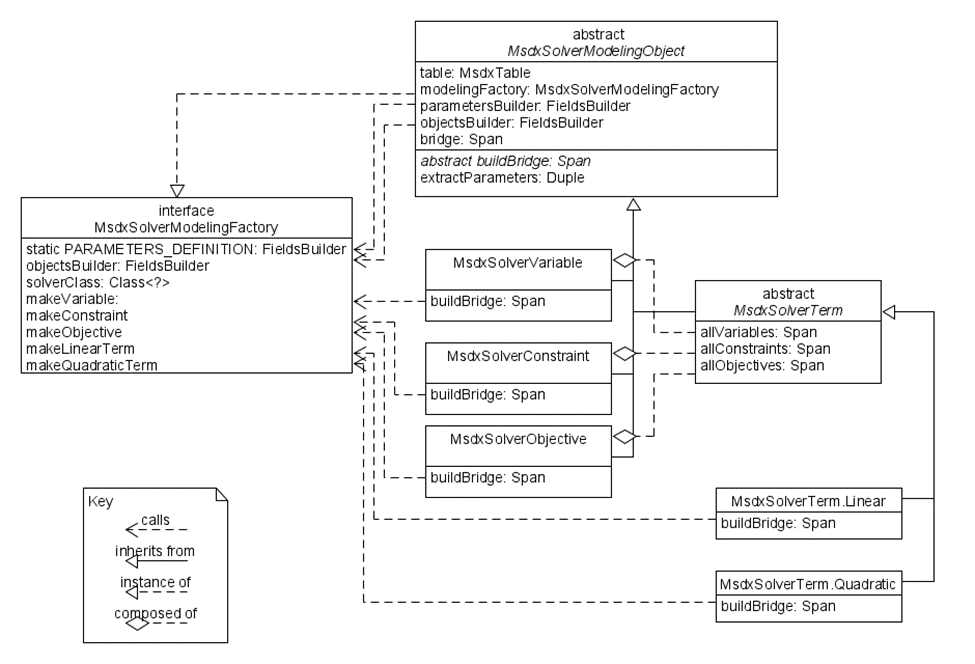 abstract
MsdxSolverModelingObject
table: MsdxTable
modelingFactory: MsdxSolverModelingFactory
parametersBuilder: FieldsBuilder
objectsBuilder: FieldsBuilder
bridge: Span
abstract buildBridge: Span
extractParameters: Duple
interface
MsdxSolverModelingFactory
static PARAMETERS_DEFINITION: FieldsBuilder
objectsBuilder: FieldsBuilder
solverClass: Class<?>
makeVariable:
makeConstraint
makeObjective
makeLinearTerm
makeQuadraticTerm
MsdxSolverVariable
buildBridge: Span
MsdxSolverConstraint
buildBridge: Span
MsdxSolverObjective
buildBridge: Span
abstract
MsdxSolverTerm
allVariables: Span
allConstraints: Span
allObjectives: Span
MsdxSolverTerm.Linear
buildBridge: Span
MsdxSolverTerm.Quadratic
buildBridge: Span
Key
calls
inherits from
instance of
composed of